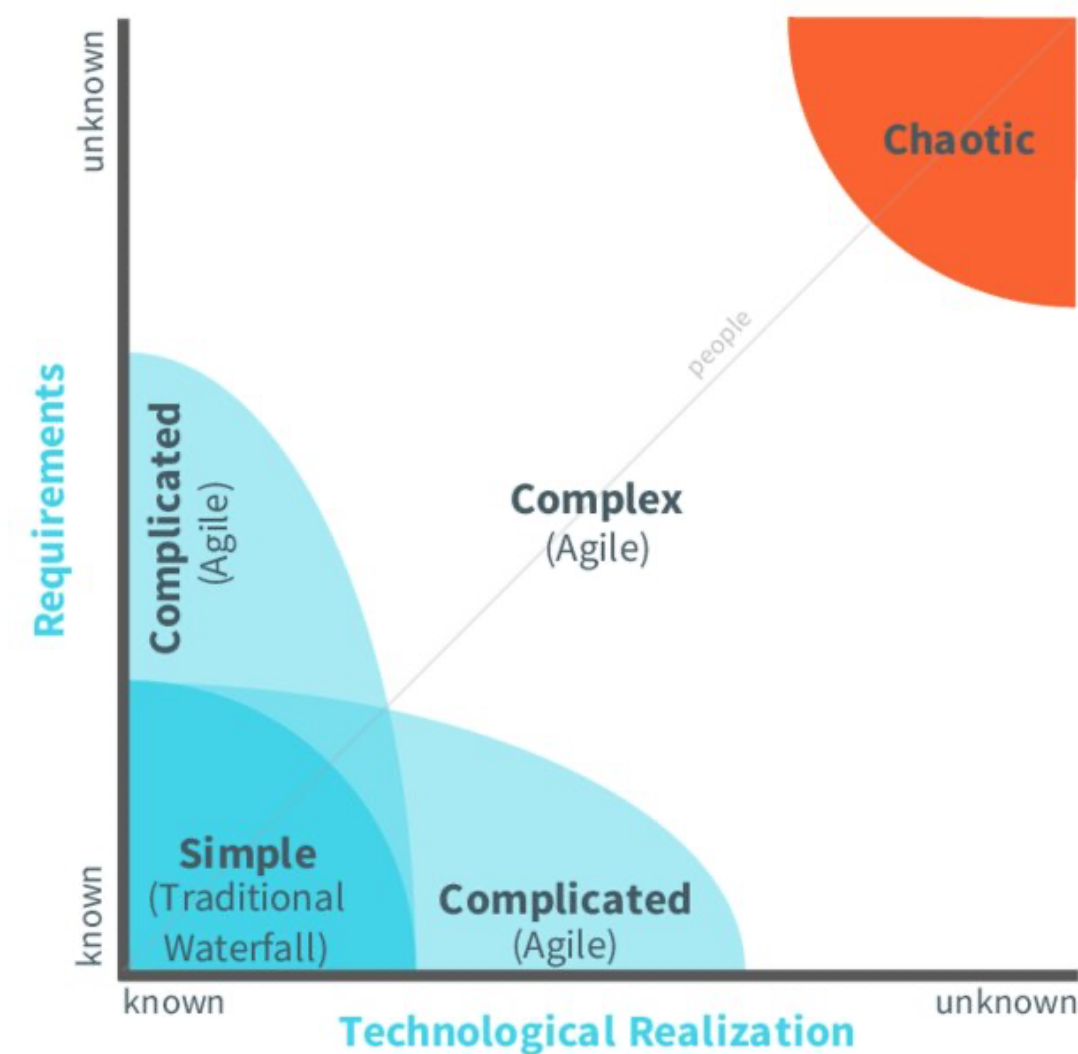 unknown
Chaotic
people
Requirements
Complicated
(Agile)
Complex
(Agile)
Simple
(Traditional
Waterfall)
Complicated
(Agile)
known
known
unknown
Technological Realization